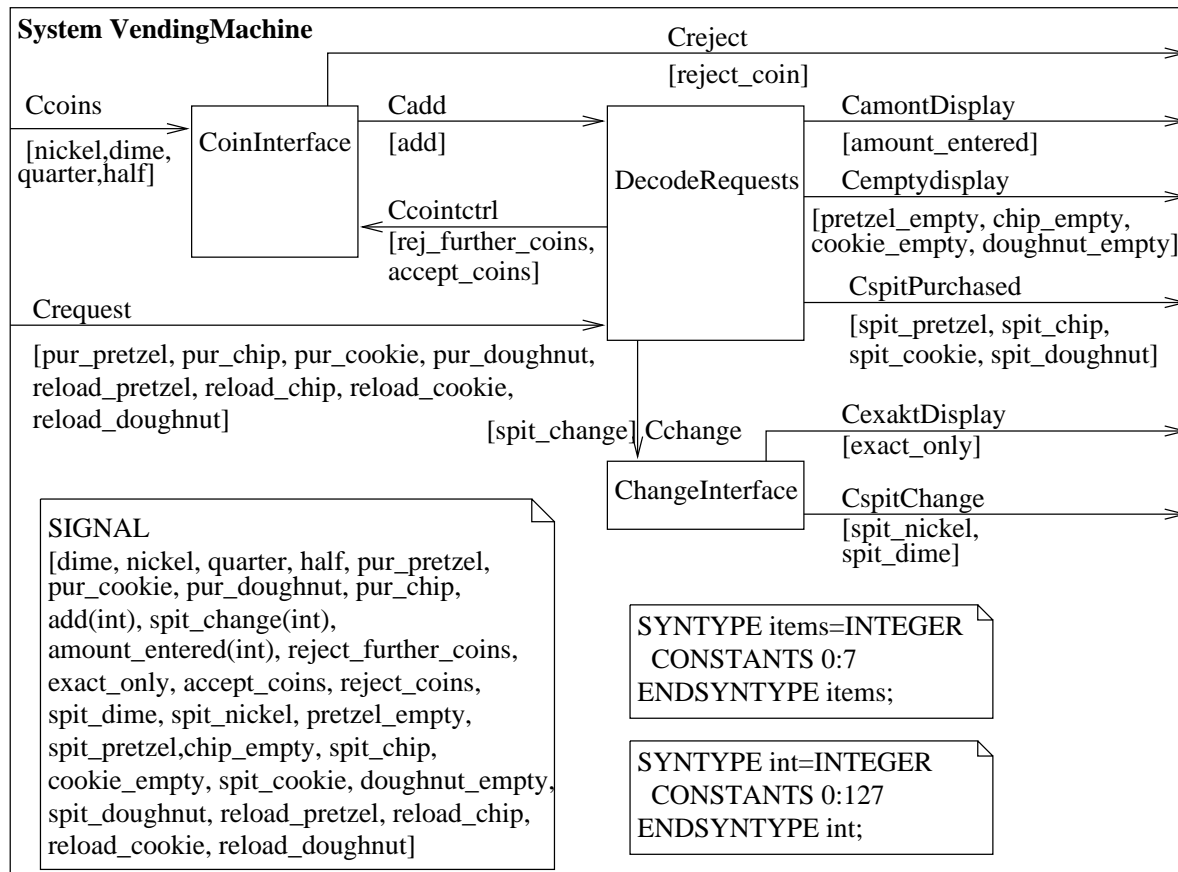 System VendingMachine
Creject
[reject_coin]
Ccoins
[nickel,dime,
quarter,half]
CoinInterface
Cadd
[add]
Ccointctrl
[rej_further_coins,
accept_coins]
DecodeRequests
CamontDisplay
[amount_entered]
Cemptydisplay
[pretzel_empty, chip_empty,
cookie_empty, doughnut_empty]
CspitPurchased
[spit_pretzel, spit_chip,
spit_cookie, spit_doughnut]
Crequest
[pur_pretzel, pur_chip, pur_cookie, pur_doughnut,
reload_pretzel, reload_chip, reload_cookie,
reload_doughnut]
[spit_change] Cchange
ChangeInterface
CexaktDisplay
[exact_only]
CspitChange
[spit_nickel,
spit_dime]
SIGNAL
[dime, nickel, quarter, half, pur_pretzel,
pur_cookie, pur_doughnut, pur_chip,
add(int), spit_change(int),
amount_entered(int), reject_further_coins,
exact_only, accept_coins, reject_coins,
spit_dime, spit_nickel, pretzel_empty,
spit_pretzel,chip_empty, spit_chip,
cookie_empty, spit_cookie, doughnut_empty,
spit_doughnut, reload_pretzel, reload_chip,
reload_cookie, reload_doughnut]
SYNTYPE items=INTEGER
CONSTANTS 0:7
ENDSYNTYPE items;
SYNTYPE int=INTEGER
CONSTANTS 0:127
ENDSYNTYPE int;